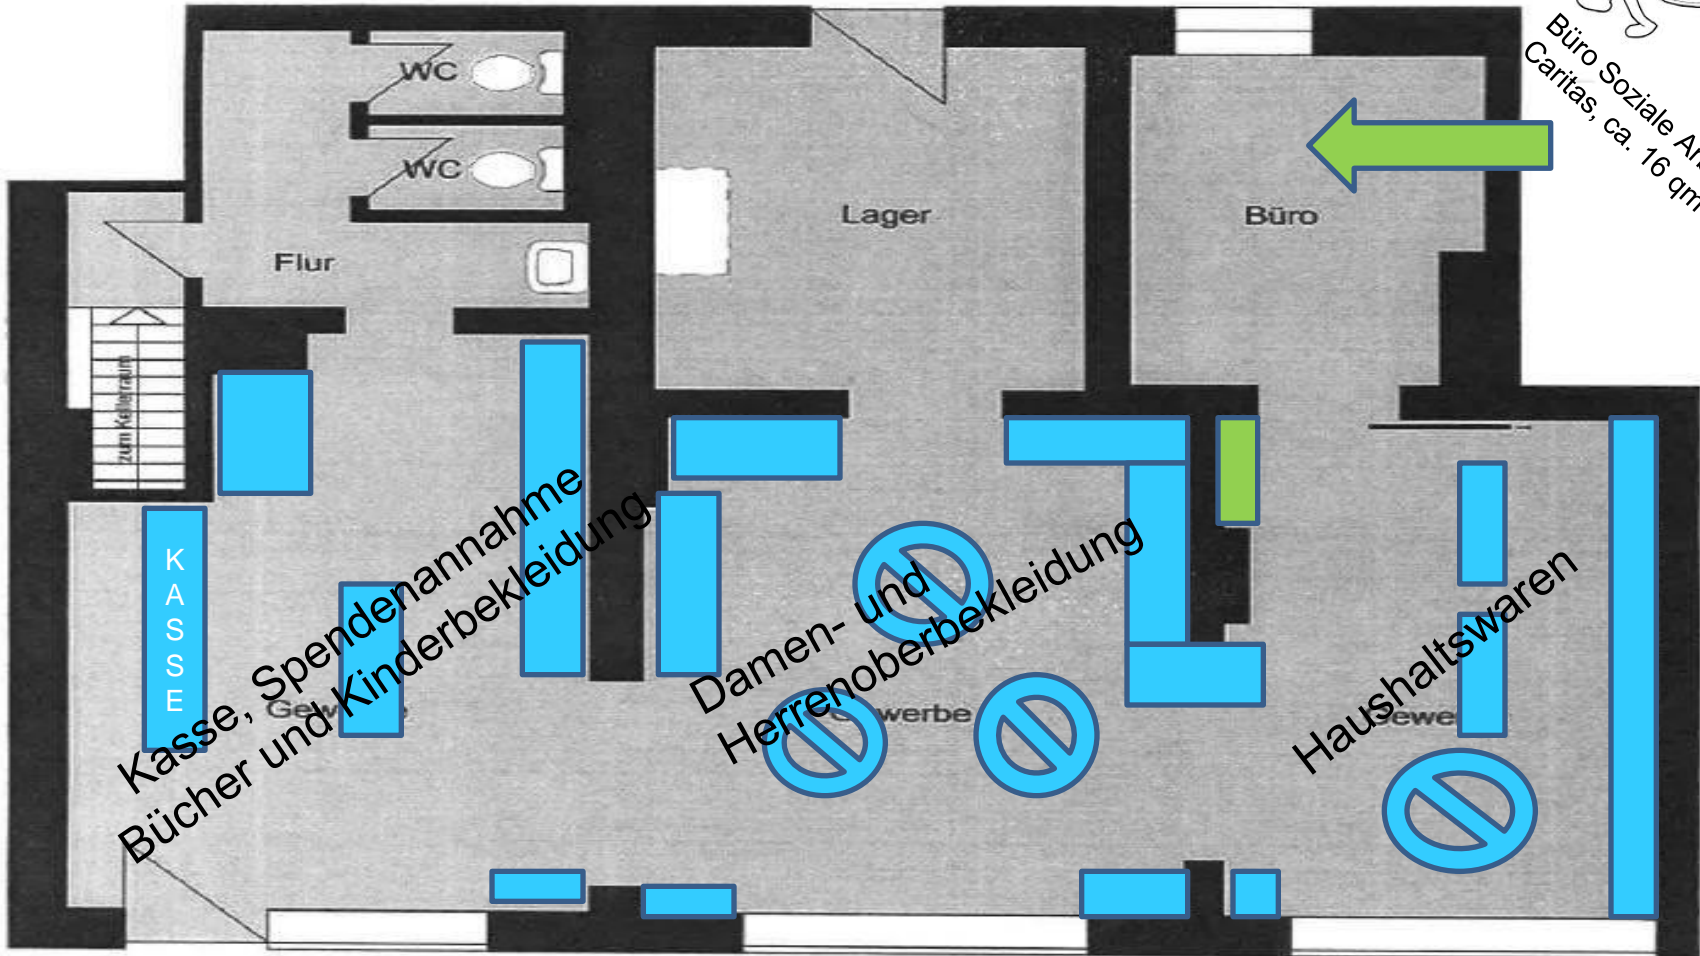 WC
WC
Büro Soziale
Caritas, ca. 16 qm
Lager
Büro
Flur
zum Kellerraum
KASSE
Kasse, Spendenannahme
Bücher und Kinderbekleidung
Damen- und
Herrenoberbekleidung
Haushaltswaren